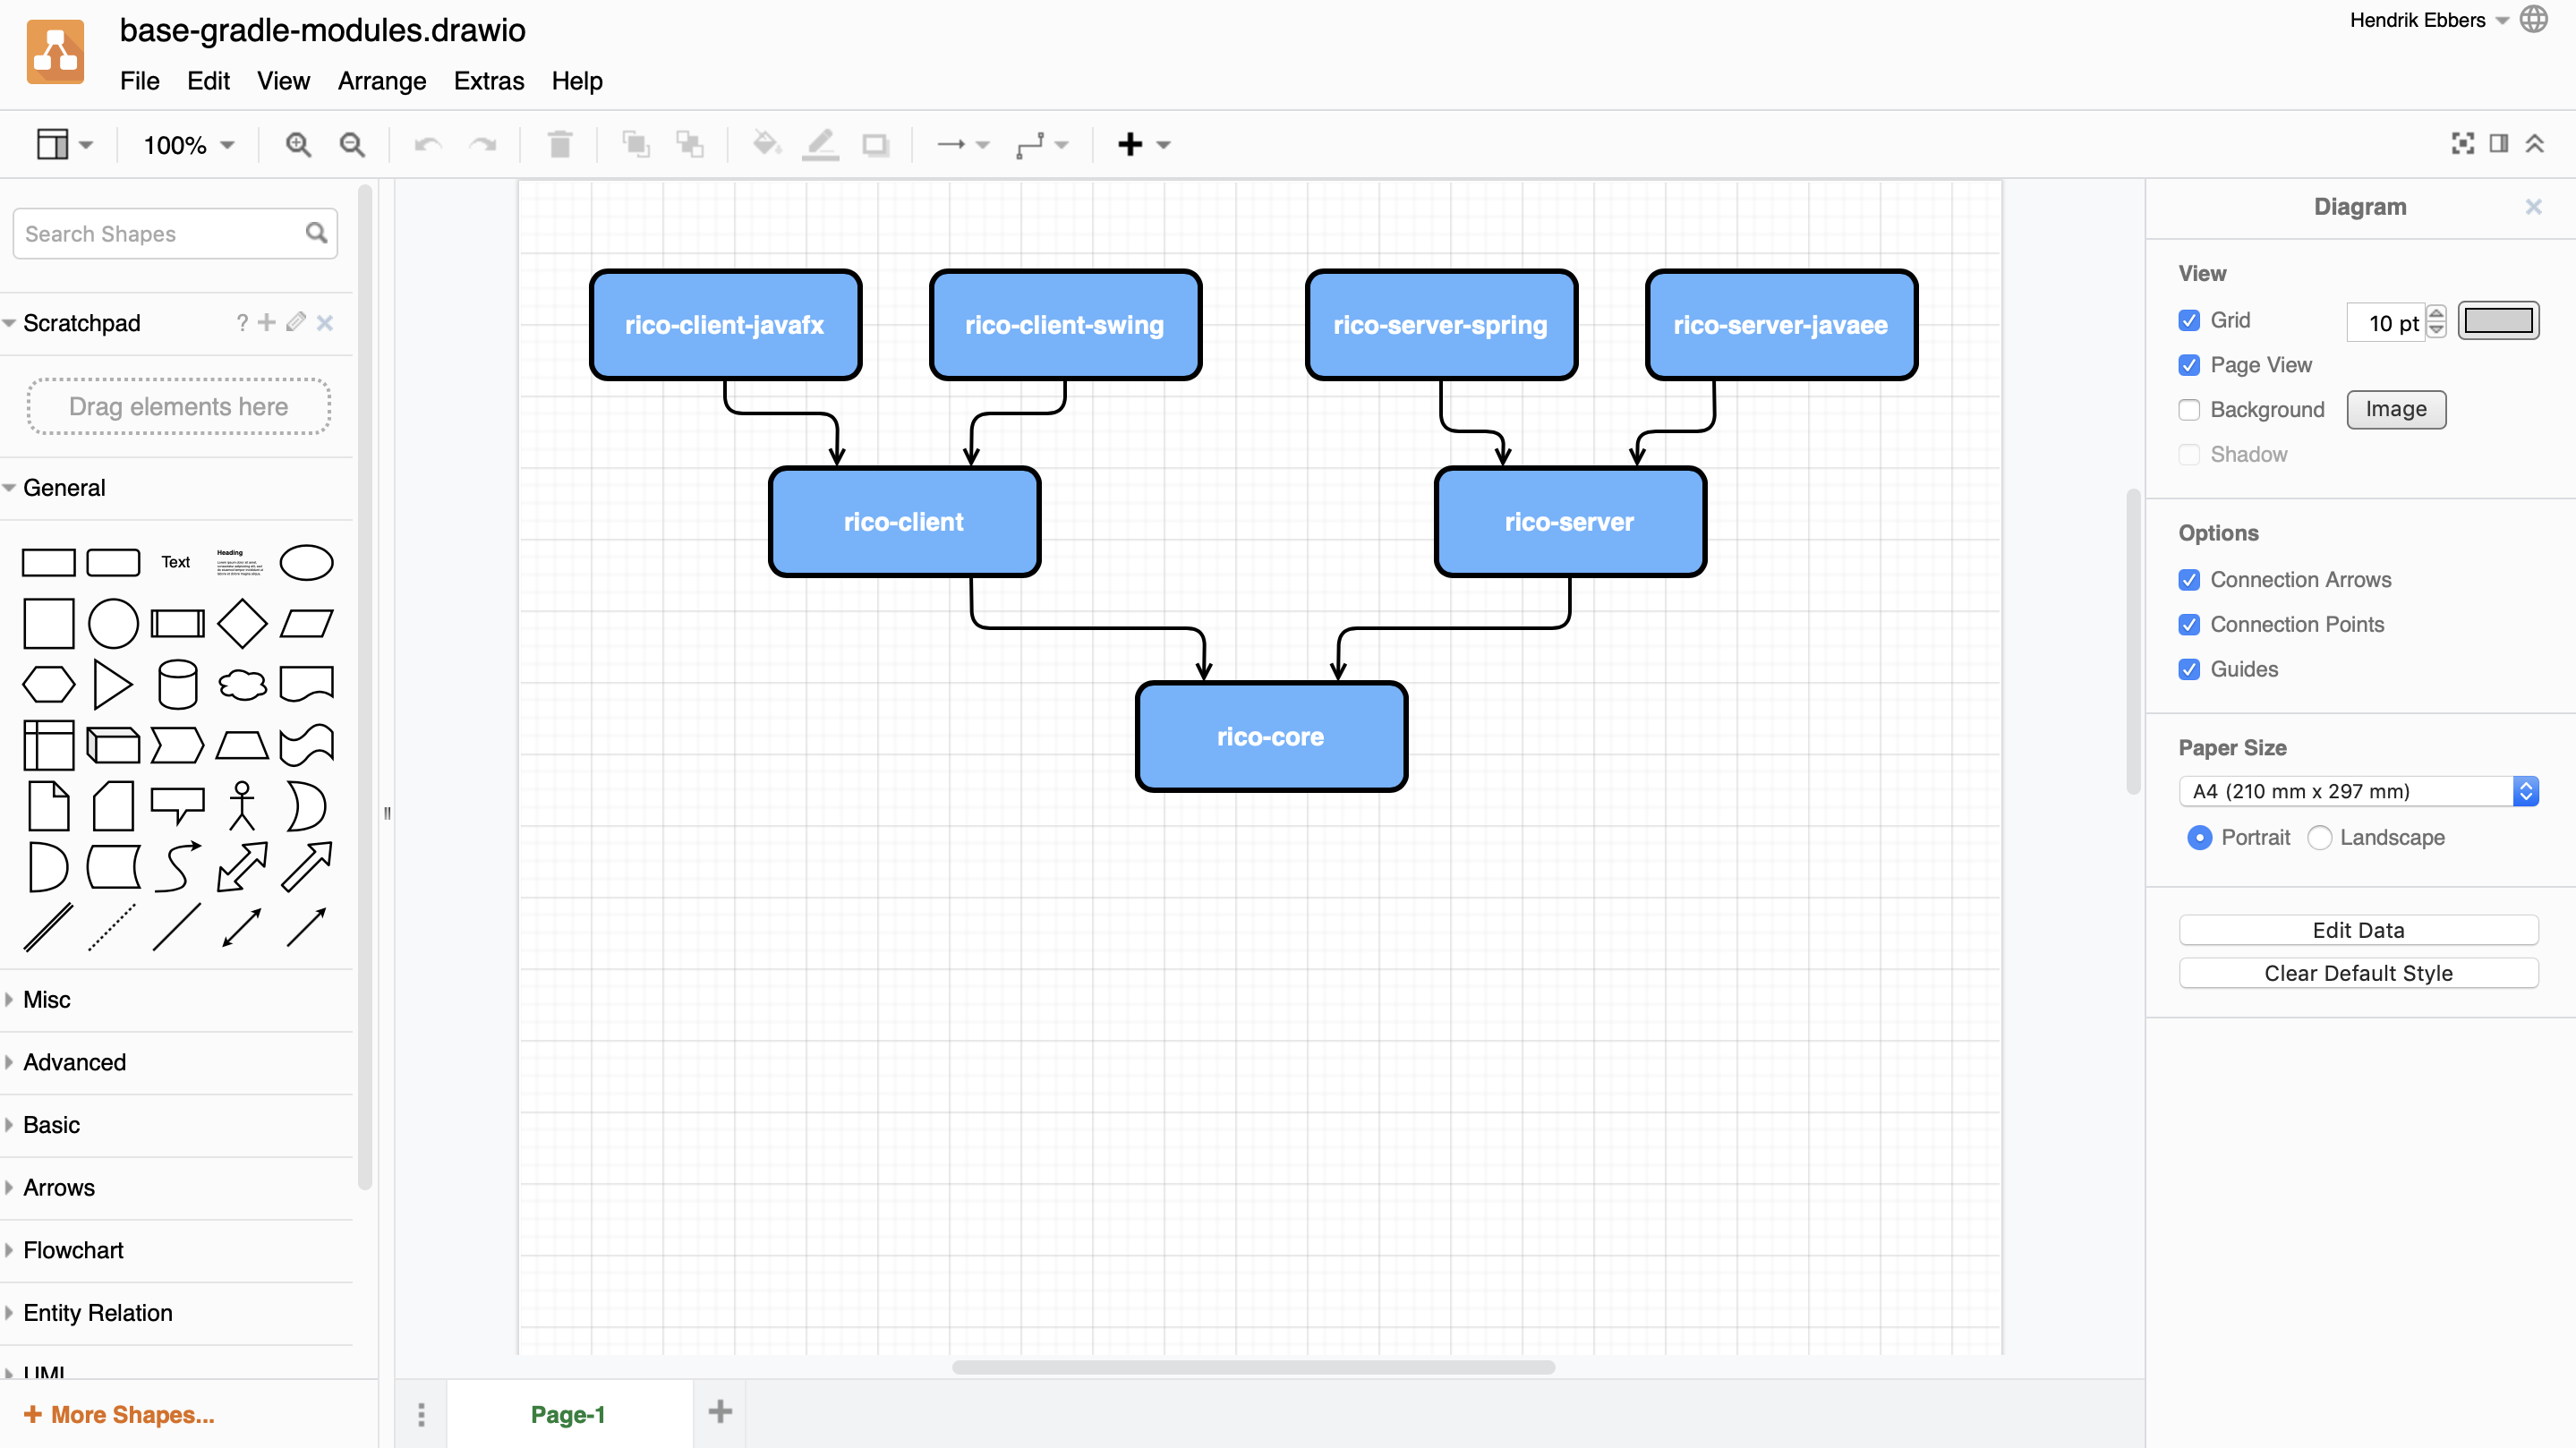 base-gradle-modules.drawio
Hendrik Ebbers
File Edit View Arrange Extras Help
100%
Search Shapes
Scratchpad ?
Drag elements here
General
Text
Heading
Misc
Advanced
Basic
Arrows
Flowchart
Entity Relation
UML
+ More Shapes...
rico-client-javafx
rico-client-swing
rico-server-spring
rico-server-javaee
rico-client
rico-server
rico-core
Page-1
Diagram
View
Grid 10 pt
Page View
Background Image
Shadow
Options
Connection Arrows
Connection Points
Guides
Paper Size
A4 (210 mm x 297 mm)
Portrait Landscape
Edit Data
Clear Default Style